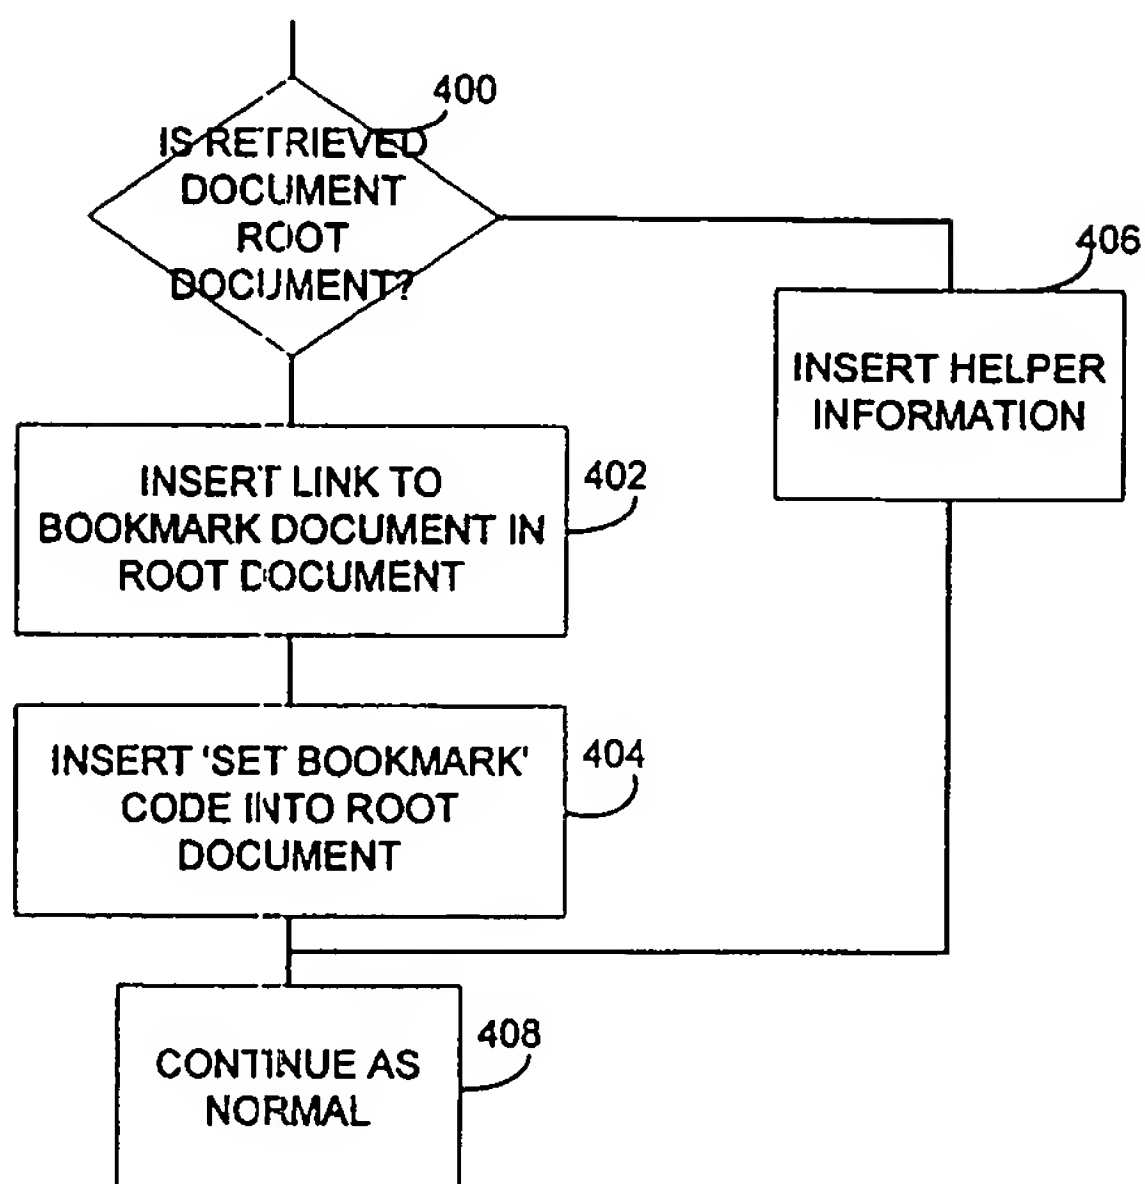 400
IS RETRIEVED
DOCUMENT
ROOT
DOCUMENT?
406
INSERT HELPER
INFORMATION
INSERT LINK TO
BOOKMARK DOCUMENT IN
ROOT DOCUMENT
402
INSERT 'SET BOOKMARK'
CODE INTO ROOT
DOCUMENT
404
CONTINUE AS
NORMAL
408